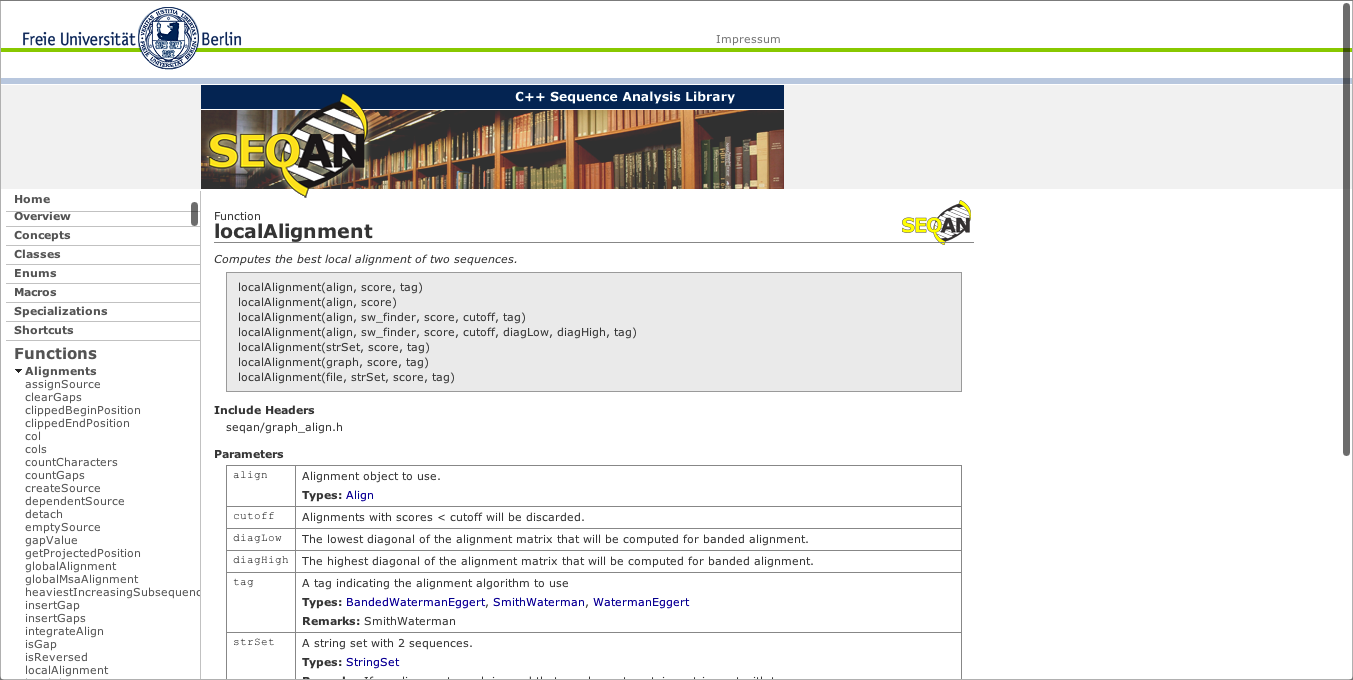 Freie Universität Berlin
Impressum
C++ Sequence Analysis Library
SEQAN
Home
Overview
Concepts
Classes
Enums
Macros
Specializations
Shortcuts
Functions
Alignments
assignSource
clearGaps
clippedBeginPosition
clippedEndPosition
col
cols
countCharacters
countGaps
createSource
dependentSource
detach
emptySource
gapValue
getProjectedPosition
globalAlignment
globalMsaAlignment
heaviestIncreasingSubsequenc
insertGap
insertGaps
integrateAlign
isGap
isReversed
localAlignment
Function
localAlignment
SEQAN
Computes the best local alignment of two sequences.
localAlignment(align, score, tag)
localAlignment(align, score)
localAlignment(align, sw_finder, score, cutoff, tag)
localAlignment(align, sw_finder, score, cutoff, diagLow, diagHigh, tag)
localAlignment(strSet, score, tag)
localAlignment(graph, score, tag)
localAlignment(file, strSet, score, tag)
Include Headers
seqan/graph_align.h
Parameters
align Alignment object to use.
Types: Align
cutoff Alignments with scores < cutoff will be discarded.
diagLow The lowest diagonal of the alignment matrix that will be computed for banded alignment.
diagHigh The highest diagonal of the alignment matrix that will be computed for banded alignment.
tag A tag indicating the alignment algorithm to use
Types: BandedWatermanEggert, SmithWaterman, WatermanEggert
Remarks: SmithWaterman
strSet A string set with 2 sequences.
Types: StringSet